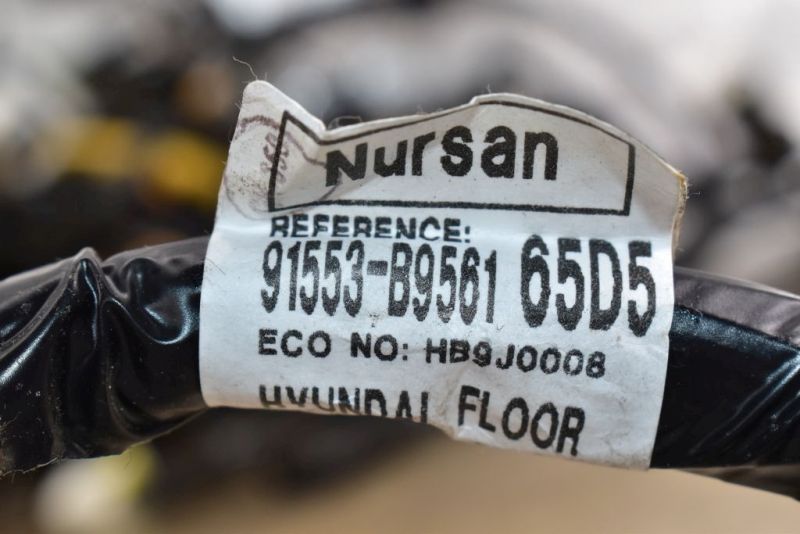 Nursan
REFERENCE:
91553-B9561 65D5
ECO NO: HB9J0008
HYUNDAI FLOOR